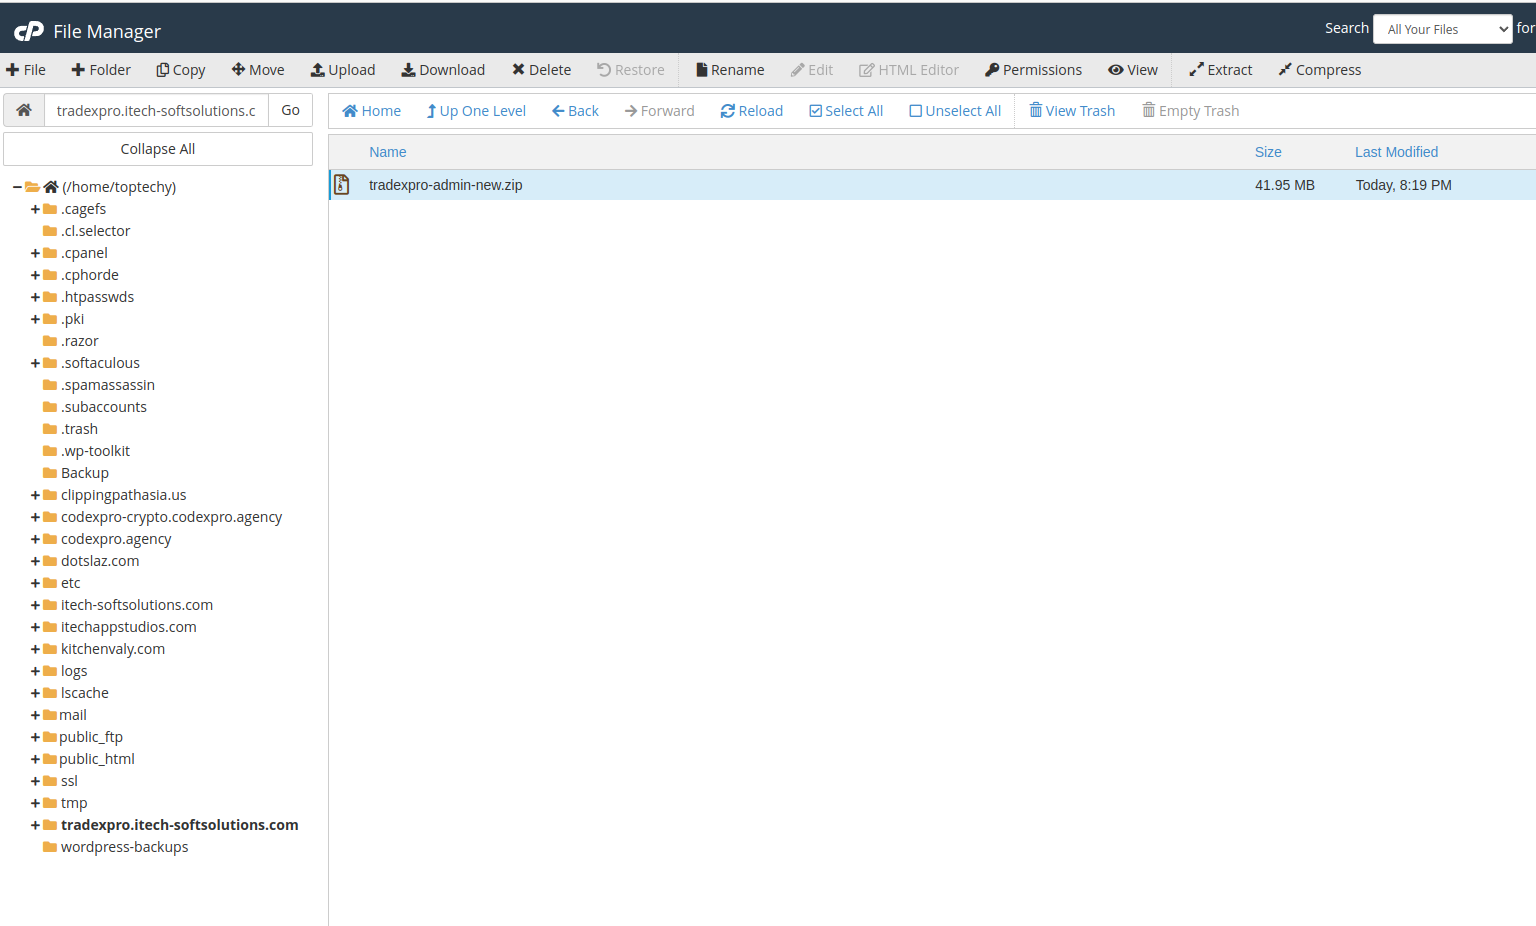 cP File Manager Search All Your Files for
File Folder Copy Move Upload Download Delete Restore Rename Edit HTML Editor Permissions View Extract Compress
tradexpro.itech-softsolutions.c Go Home Up One Level Back Forward Reload Select All Unselect All View Trash Empty Trash
Collapse All
Name Size Last Modified
tradexpro-admin-new.zip 41.95 MB Today, 8:19 PM
(/home/toptechy)
.cagefs
.cl.selector
.cpanel
.cphorde
.htpasswds
.pki
.razor
.softaculous
.spamassassin
.subaccounts
.trash
.wp-toolkit
Backup
clippingpathasia.us
codexpro-crypto.codexpro.agency
codexpro.agency
dotslaz.com
etc
itech-softsolutions.com
itechappstudios.com
kitchenvaly.com
logs
lscache
mail
public_ftp
public_html
ssl
tmp
tradexpro.itech-softsolutions.com
wordpress-backups